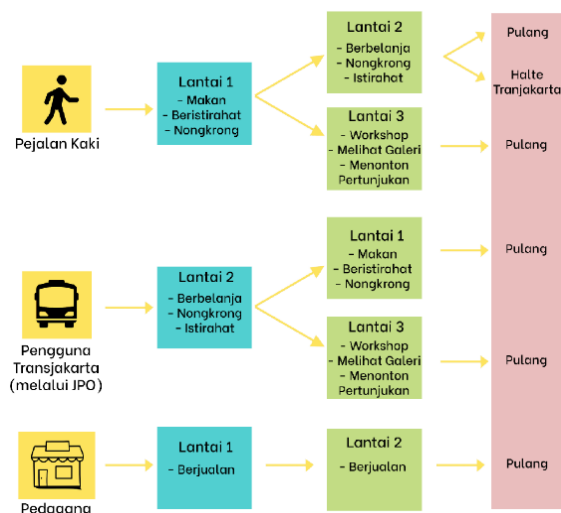 Pejalan Kaki
Lantai 1
- Makan
- Beristirahat
- Nongkrong
Lantai 2
- Berbelanja
- Nongkrong
- Istirahat
Lantai 3
- Workshop
- Melihat Galeri
- Menonton
Pertunjukan
Pulang
Halte
Tranjakarta
Pulang
Pengguna
Transjakarta
(melalui JPO)
Lantai 2
- Berbelanja
- Nongkrong
- Istirahat
Lantai 1
- Makan
- Beristirahat
- Nongkrong
Lantai 3
- Workshop
- Melihat Galeri
- Menonton
Pertunjukan
Pulang
Pulang
Pedagang
Lantai 1
- Berjualan
Lantai 2
- Berjualan
Pulang